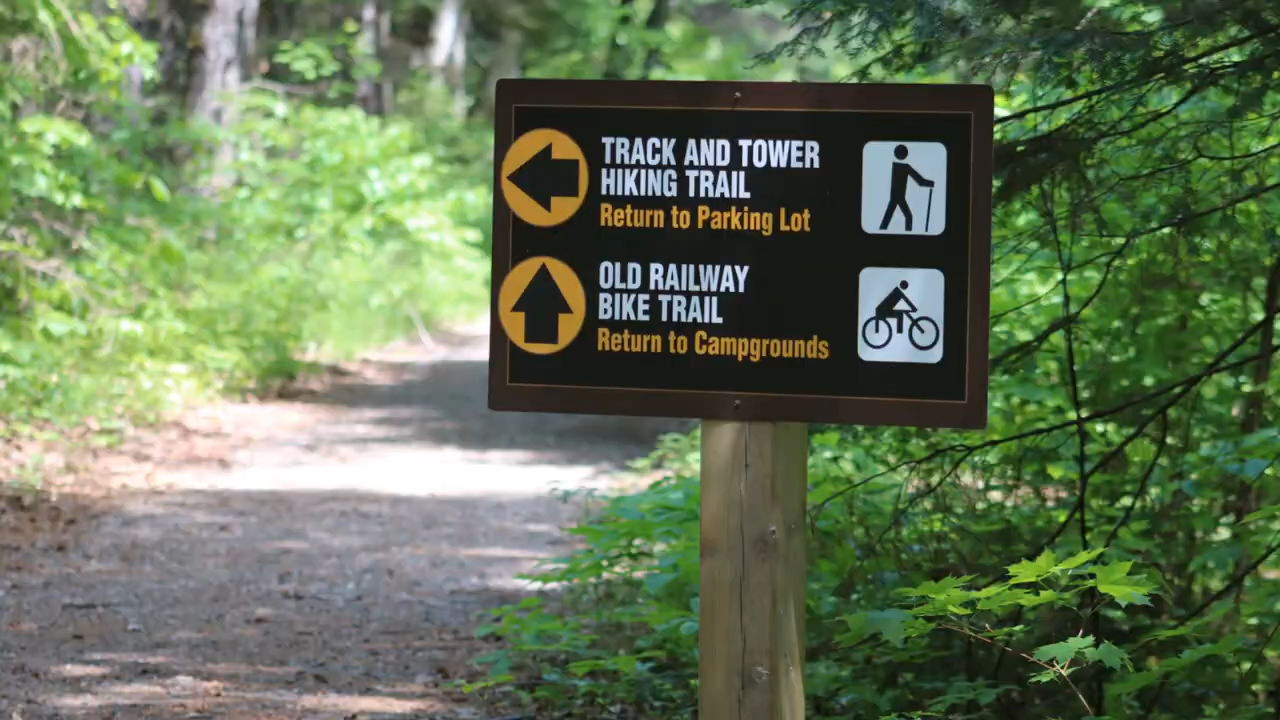 TRACK AND TOWER
HIKING TRAIL
Return to Parking Lot
OLD RAILWAY
BIKE TRAIL
Return to Campgrounds